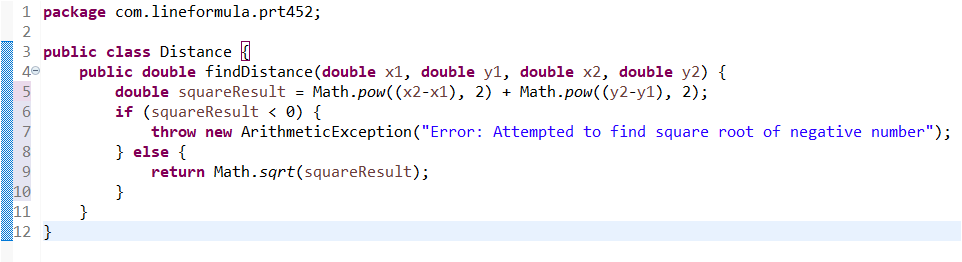 1 package com.lineformula.prt452;
2
3 public class Distance {
4 public double findDistance(double x1, double y1, double x2, double y2) {
5 double squareResult = Math.pow((x2-x1), 2) + Math.pow((y2-y1), 2);
6 if (squareResult < 0) {
7 throw new ArithmeticException("Error: Attempted to find square root of negative number");
8 } else {
9 return Math.sqrt(squareResult);
10 }
11 }
12 }